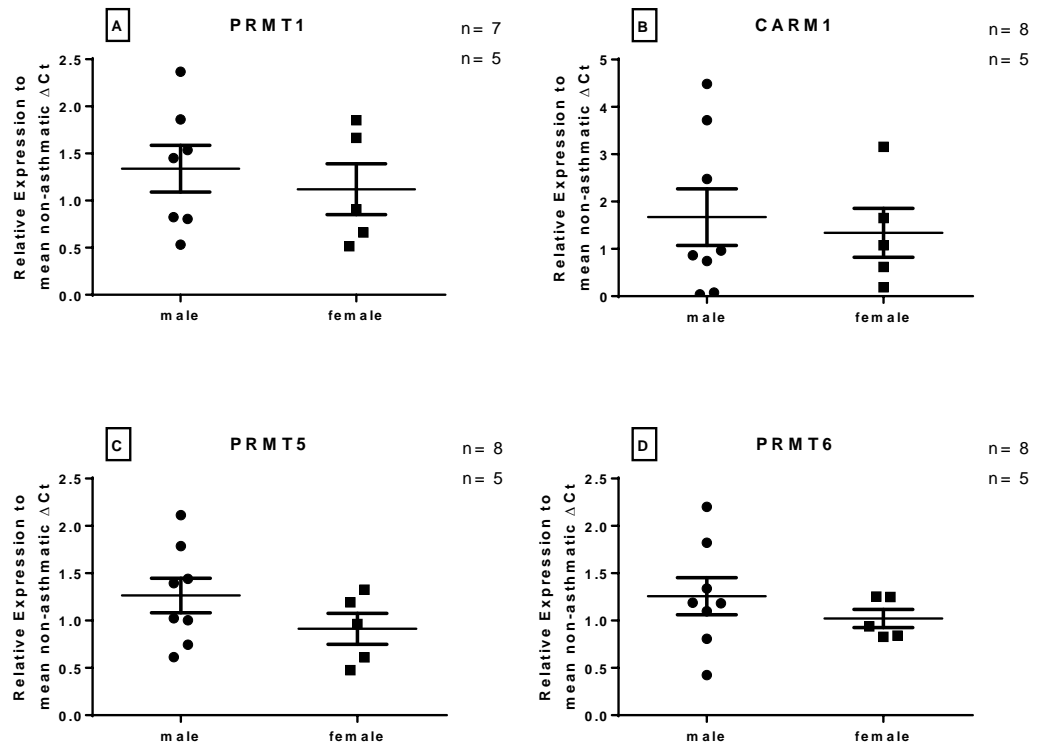 A
PRMT1
n= 7
n= 5
Relative Expression to
mean non-asthmatic ΔCt
2.5
2.0
1.5
1.0
0.5
0.0
male
female
B
CARM1
n= 8
n= 5
Relative Expression to
mean non-asthmatic ΔCt
5
4
3
2
1
0
male
female
C
PRMT5
n= 8
n= 5
Relative Expression to
mean non-asthmatic ΔCt
2.5
2.0
1.5
1.0
0.5
0.0
male
female
D
PRMT6
n= 8
n= 5
Relative Expression to
mean non-asthmatic ΔCt
2.5
2.0
1.5
1.0
0.5
0.0
male
female